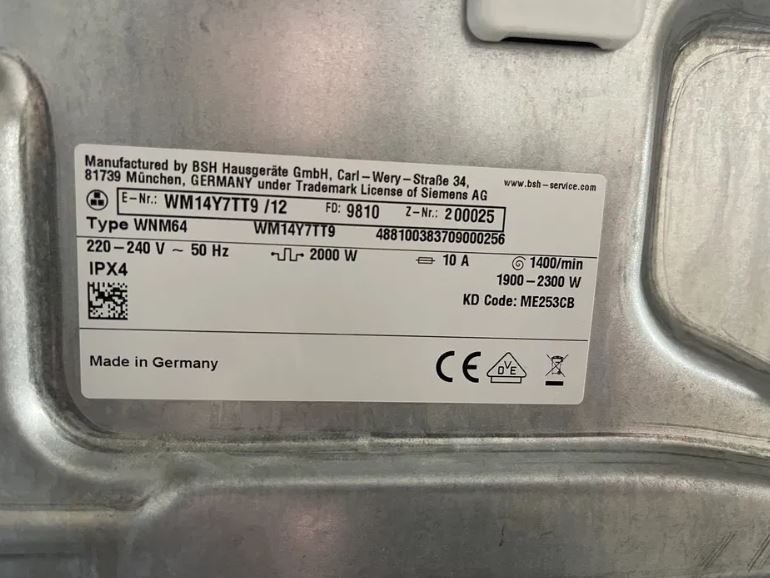 Manufactured by BSH Hausgeräte GmbH, Carl-Wery-Straße 34,
81739 München, GERMANY under Trademark License of Siemens AG
www.bsh-service.com
E-Nr.: WM14Y7TT9 /12 FD: 9810 Z-Nr.: 200025
Type WNM64 WM14Y7TT9 488100383709000256
220-240 V ~ 50 Hz 2000 W 10 A 1400/min
IPX4 1900-2300 W
KD Code: ME253CB
Made in Germany CE DVE